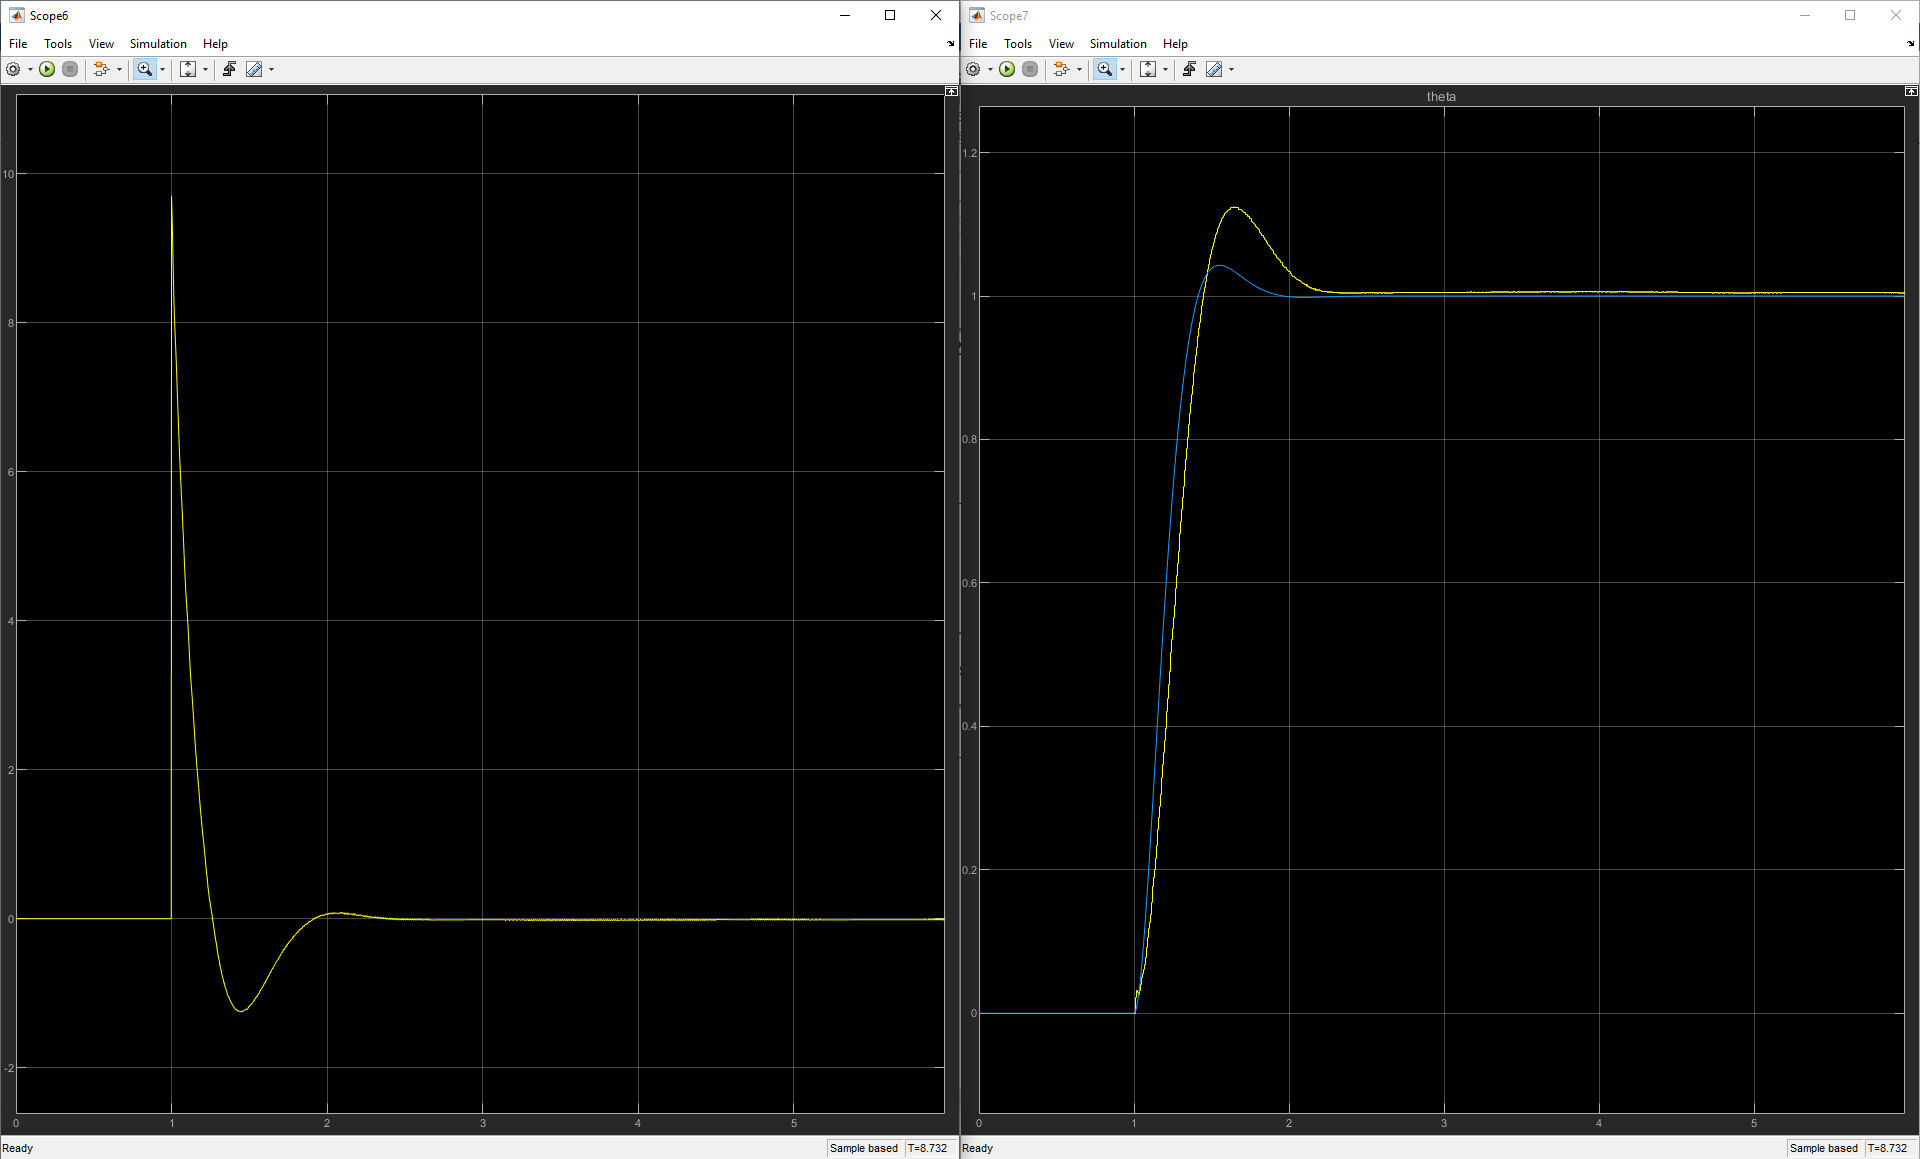 Scope6
File Tools View Simulation Help
10
8
6
4
2
0
-2
0 1 2 3 4 5
Ready Sample based T=8.732
Scope7
File Tools View Simulation Help
theta
1.2
1
0.8
0.6
0.4
0.2
0
0 1 2 3 4 5
Ready Sample based T=8.732